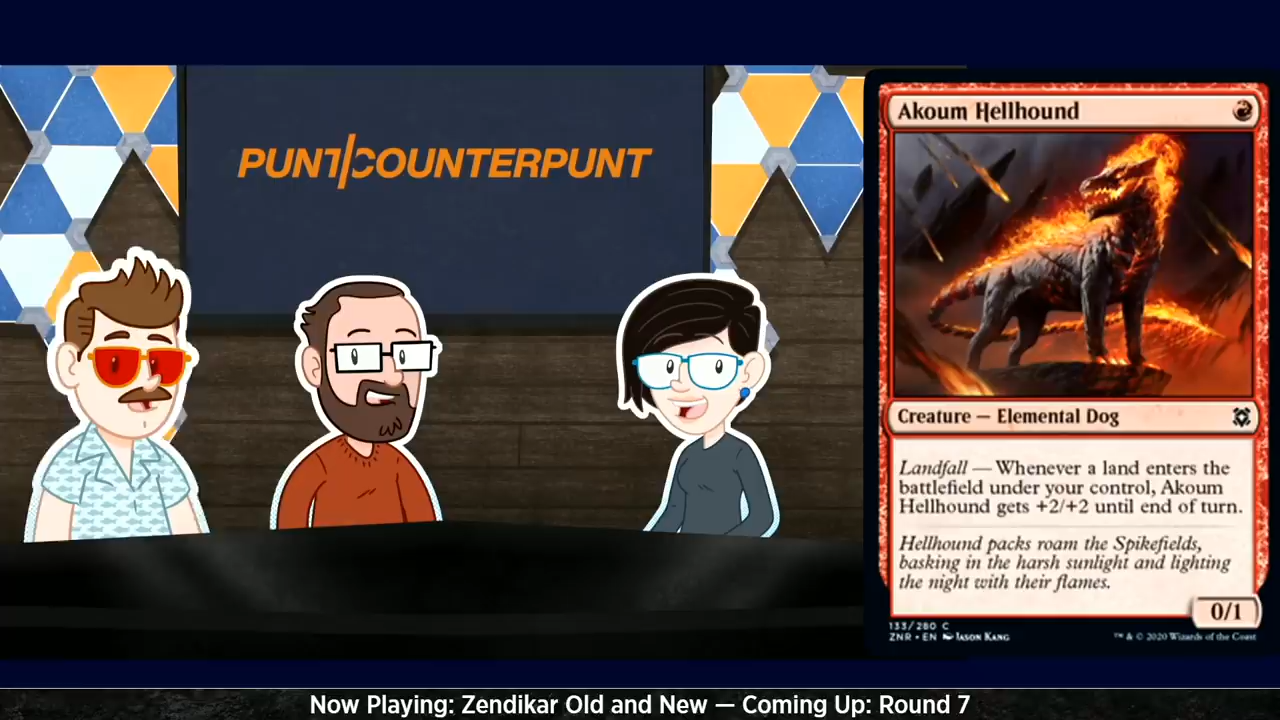 PUNT/COUNTERPUNT
Akoum Hellhound
Creature — Elemental Dog
Landfall — Whenever a land enters the
battlefield under your control, Akoum
Hellhound gets +2/+2 until end of turn.
Hellhound packs roam the Spikefields,
basking in the harsh sunlight and lighting
the night with their flames.
0/1
133/280 C
ZNR • EN Jason Kang
™ & © 2020 Wizards of the Coast
Now Playing: Zendikar Old and New — Coming Up: Round 7